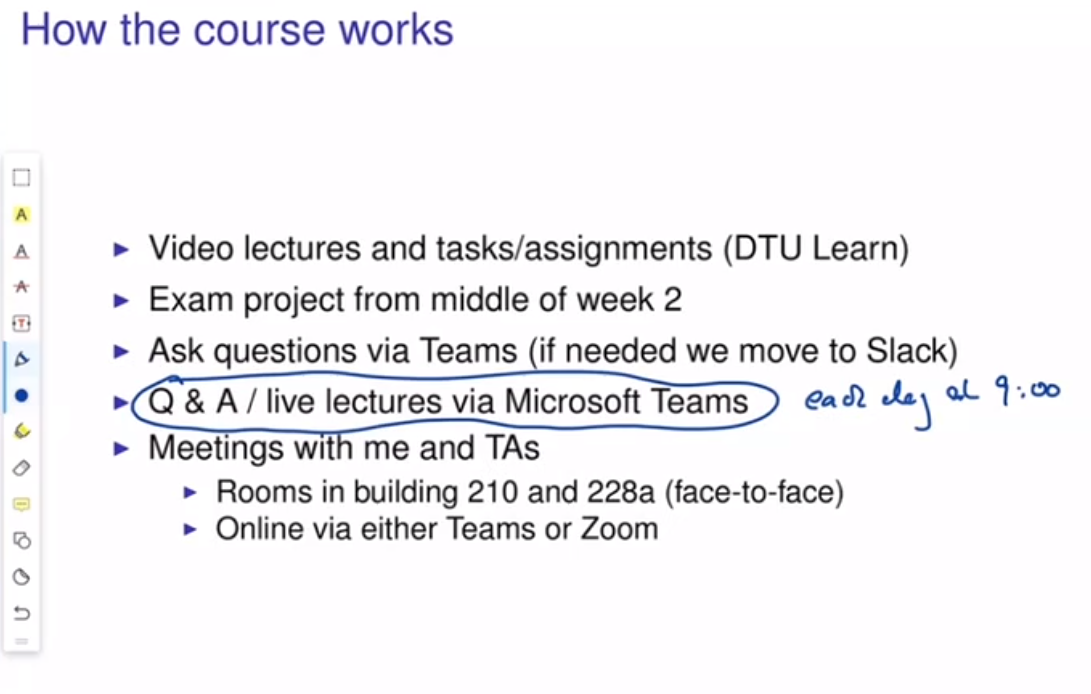 How the course works
Video lectures and tasks/assignments (DTU Learn)
Exam project from middle of week 2
Ask questions via Teams (if needed we move to Slack)
Q & A / live lectures via Microsoft Teams each day at 9:00
Meetings with me and TAs
Rooms in building 210 and 228a (face-to-face)
Online via either Teams or Zoom